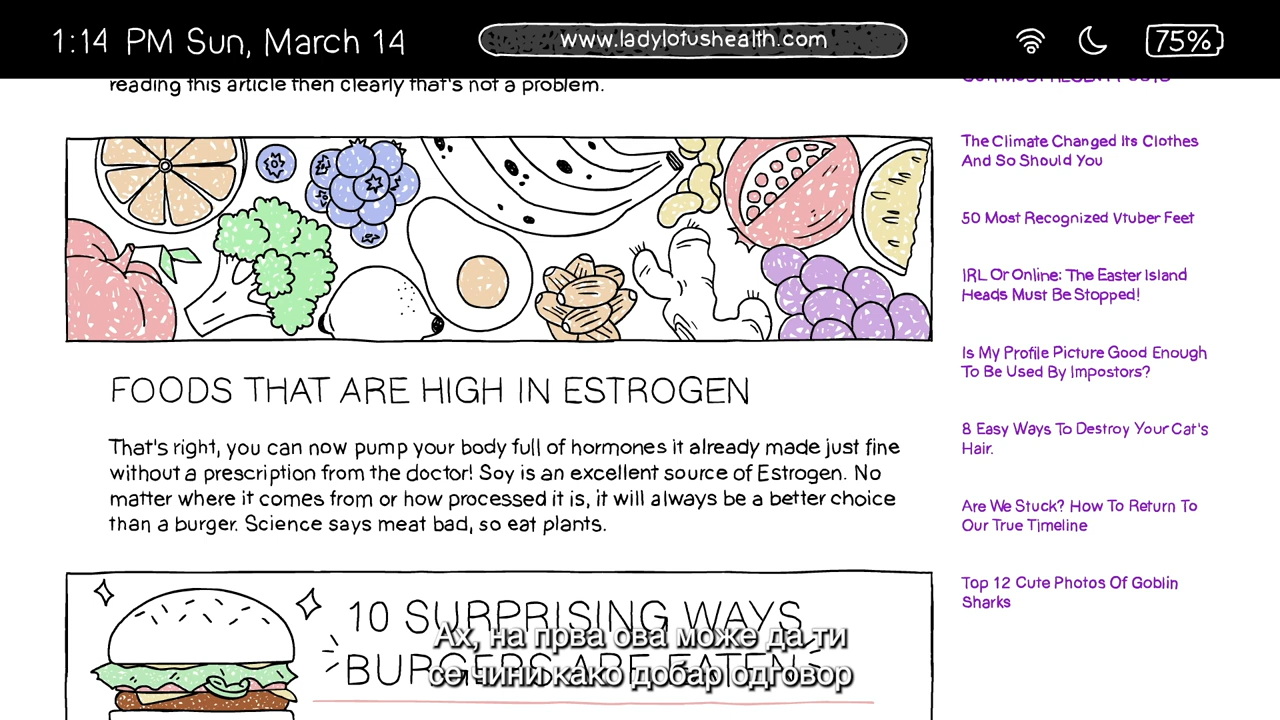 1:14 PM Sun, March 14
www.ladylotushealth.com
75%
reading this article then clearly that's not a problem.
FOODS THAT ARE HIGH IN ESTROGEN
That's right, you can now pump your body full of hormones it already made just fine
without a prescription from the doctor! Soy is an excellent source of Estrogen. No
matter where it comes from or how processed it is, it will always be a better choice
than a burger. Science says meat bad, so eat plants.
10 SURPRISING WAYS
BURGERS ARE EATEN
The Climate Changed Its Clothes
And So Should You
50 Most Recognized Vtuber Feet
IRL Or Online: The Easter Island
Heads Must Be Stopped!
Is My Profile Picture Good Enough
To Be Used By Impostors?
8 Easy Ways To Destroy Your Cat's
Hair.
Are We Stuck? How To Return To
Our True Timeline
Top 12 Cute Photos Of Goblin
Sharks
Ах, на прва ова може да ти
се чини како добар одговор